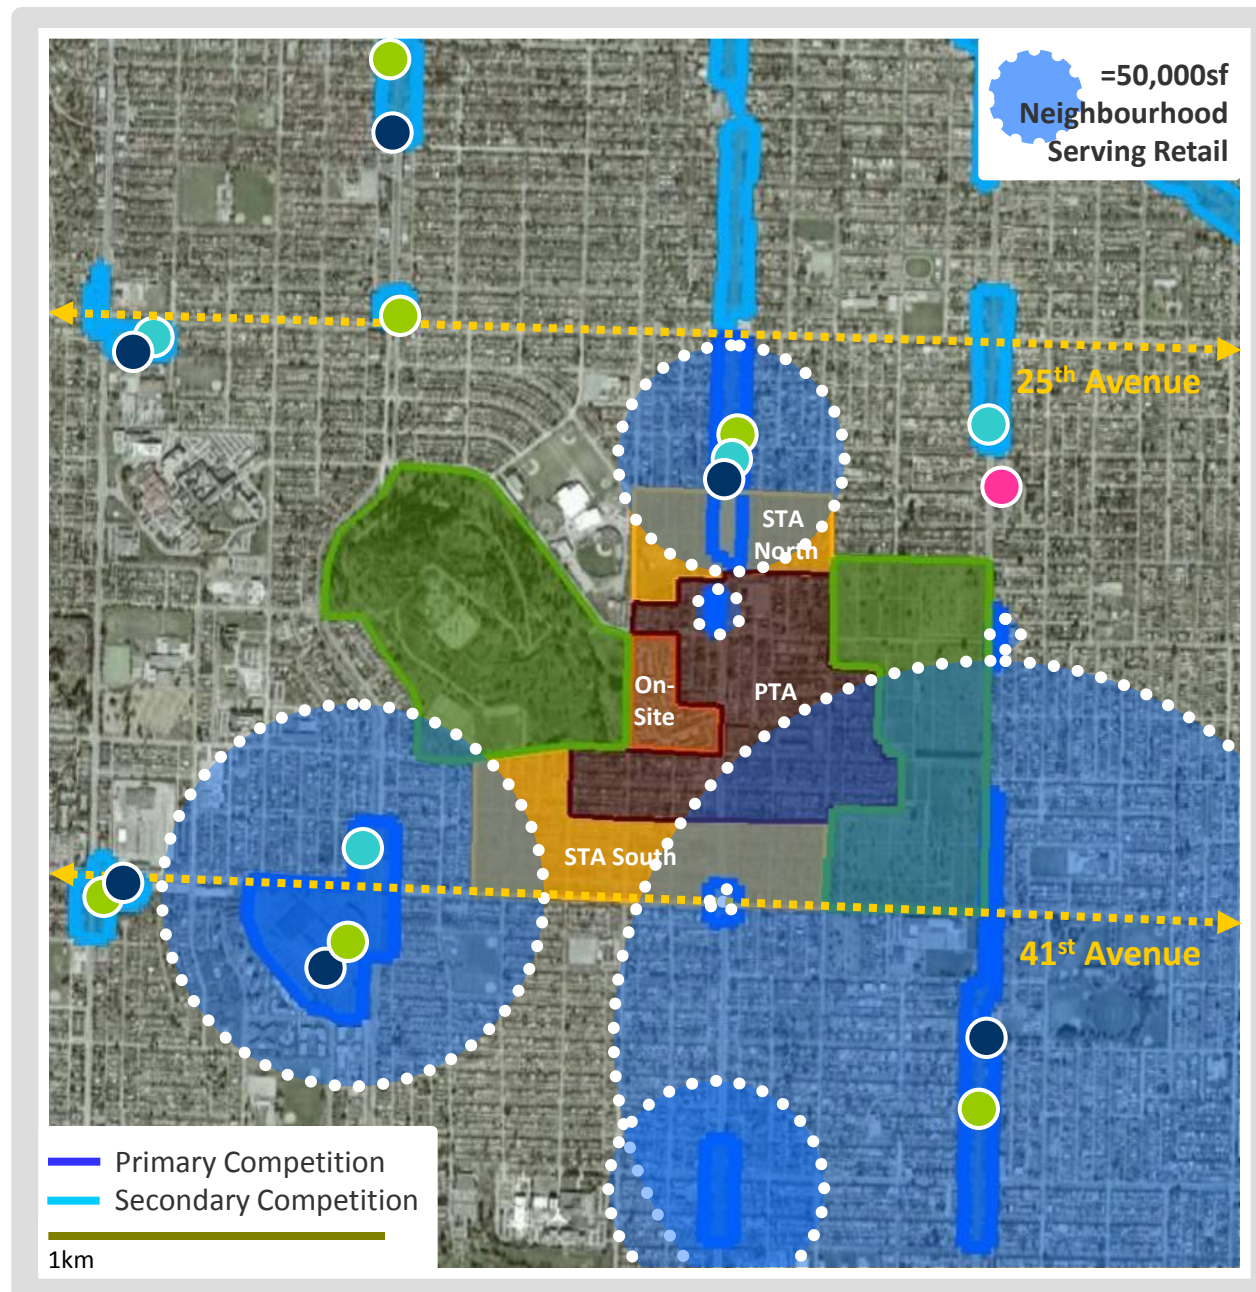 =50,000sf
Neighbourhood
Serving Retail
25th Avenue
STA
North
On-
Site
PTA
STA South
41st Avenue
Primary Competition
Secondary Competition
1km